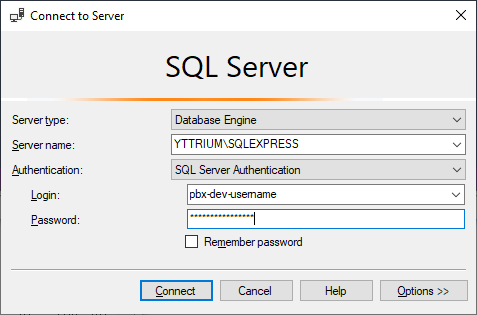 Connect to Server
SQL Server
Server type: Database Engine
Server name: YTTRIUM\SQLEXPRESS
Authentication: SQL Server Authentication
Login: pbx-dev-username
Password: ****************
Remember password
Connect Cancel Help Options >>